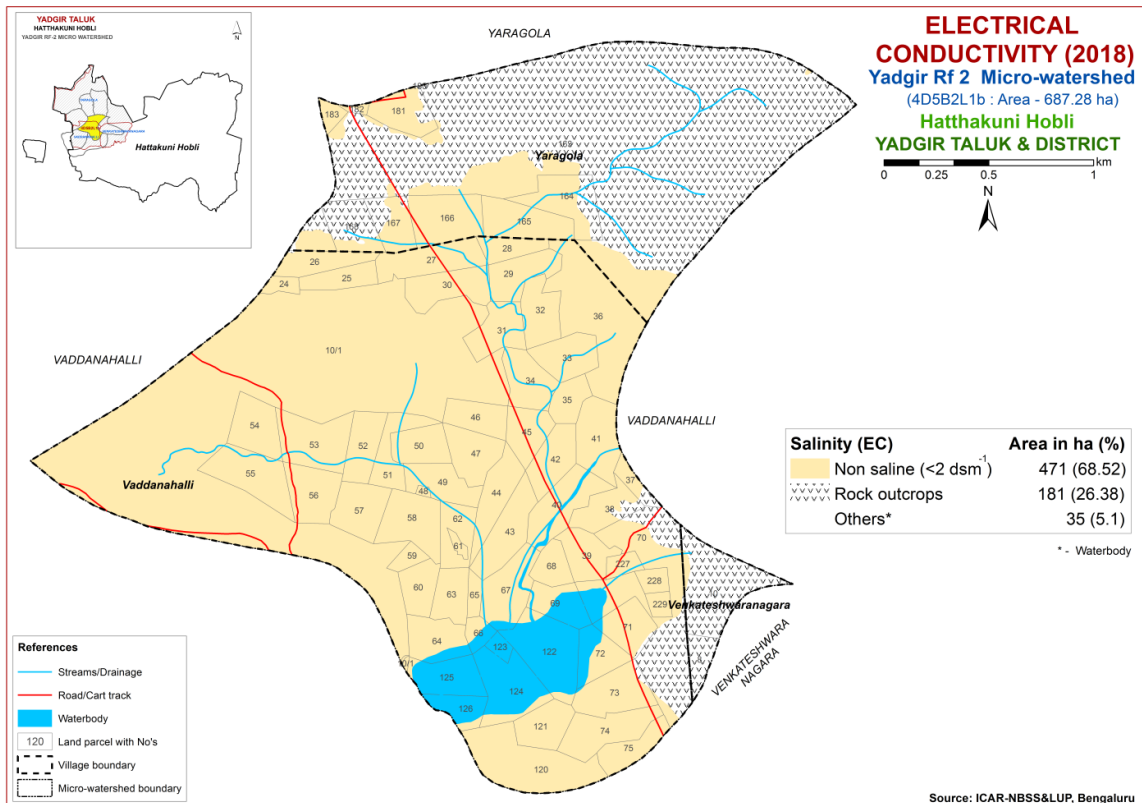 YADGIR TALUK
HATTHAKUNI HOBLI
YADGIR RF-2 MICRO WATERSHED
N
Hattakuni Hobli
ELECTRICAL
CONDUCTIVITY (2018)
Yadgir Rf 2 Micro-watershed
(4D5B2L1b : Area - 687.28 ha)
Hatthakuni Hobli
YADGIR TALUK & DISTRICT
km
0 0.25 0.5 1
N
YARAGOLA
183
181
163
Yaragola
164
168
167
166
165
26
27
28
24
25
30
29
32
36
31
10/1
33
34
35
VADDANAHALLI
VADDANAHALLI
54
53
52
50
46
45
41
47
42
55
51
49
48
37
Vaddanahalli
56
57
58
62
44
43
40
38
70
59
61
39
227
60
63
65
67
68
228
10
69
229
Venkateshwaranagara
66
71
64
123
122
72
10/1
125
124
126
73
121
74
75
120
VENKATESHWARA
NAGARA
Salinity (EC) Area in ha (%)
Non saline (<2 dsm-1) 471 (68.52)
Rock outcrops 181 (26.38)
Others* 35 (5.1)
* - Waterbody
References
Streams/Drainage
Road/Cart track
Waterbody
120 Land parcel with No's
Village boundary
Micro-watershed boundary
Source: ICAR-NBSS&LUP, Bengaluru